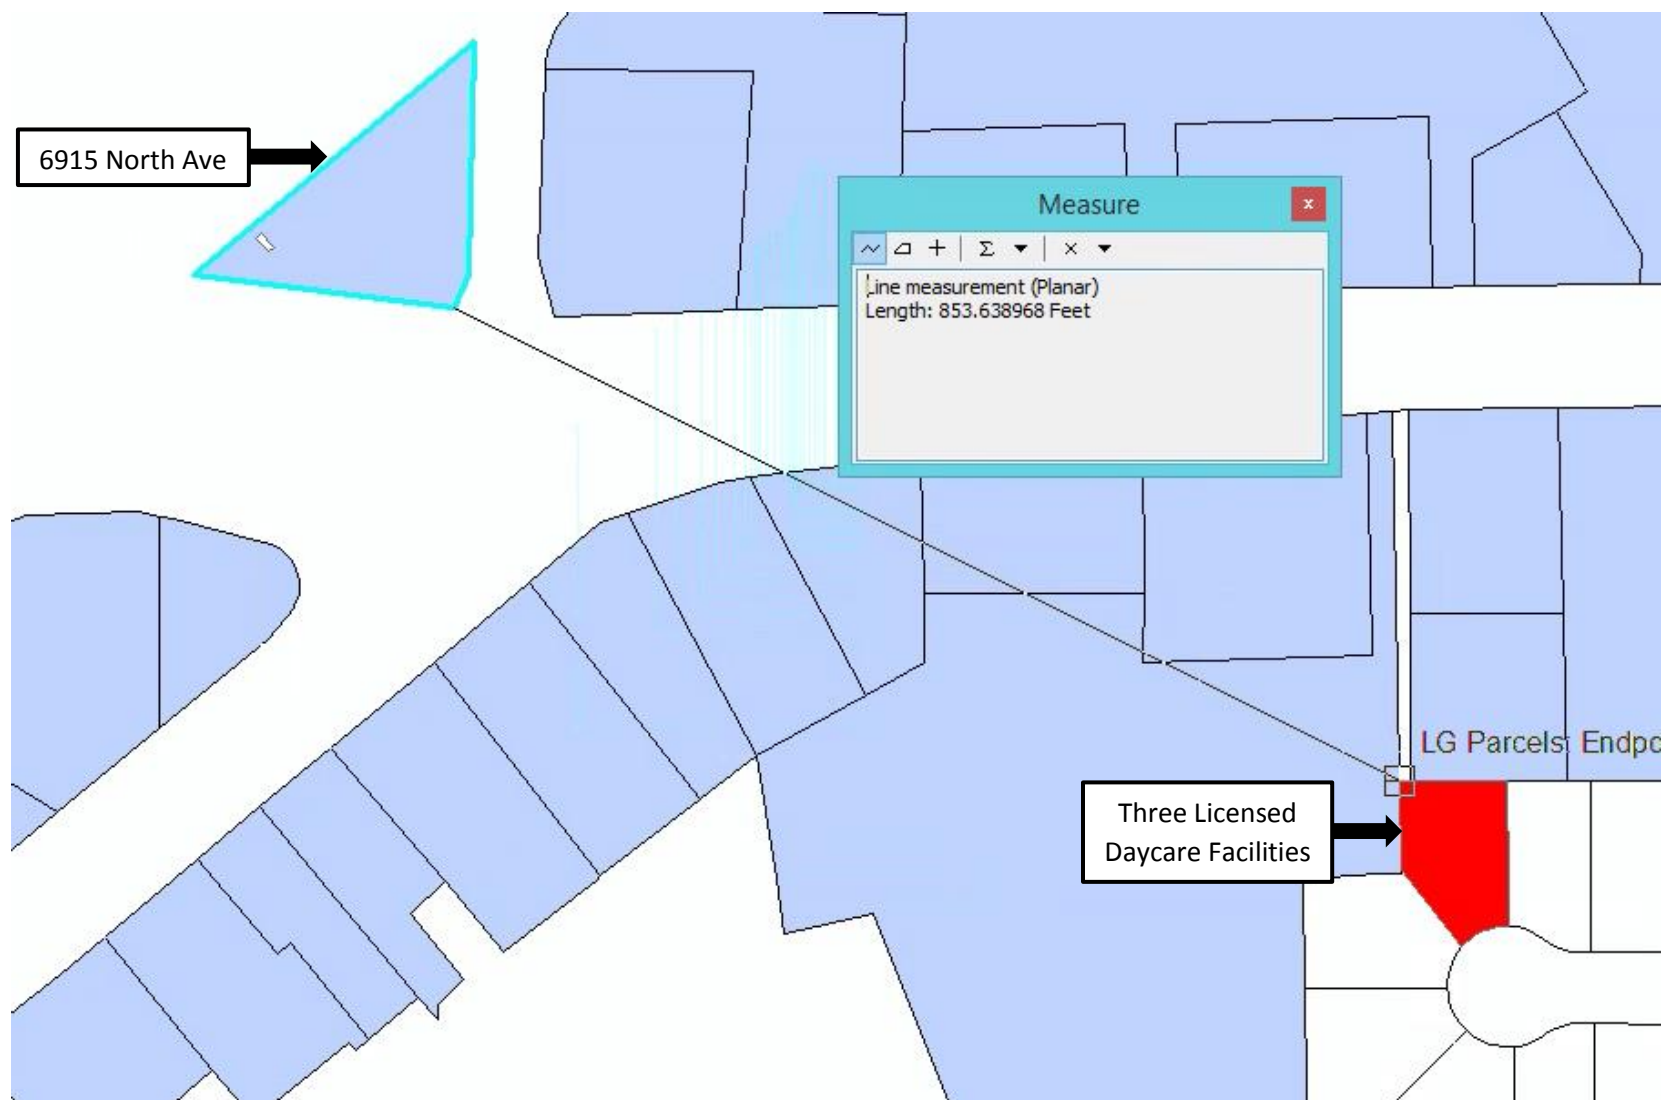 6915 North Ave
Measure
Line measurement (Planar)
Length: 853.638968 Feet
LG Parcels: Endpo
Three Licensed
Daycare Facilities